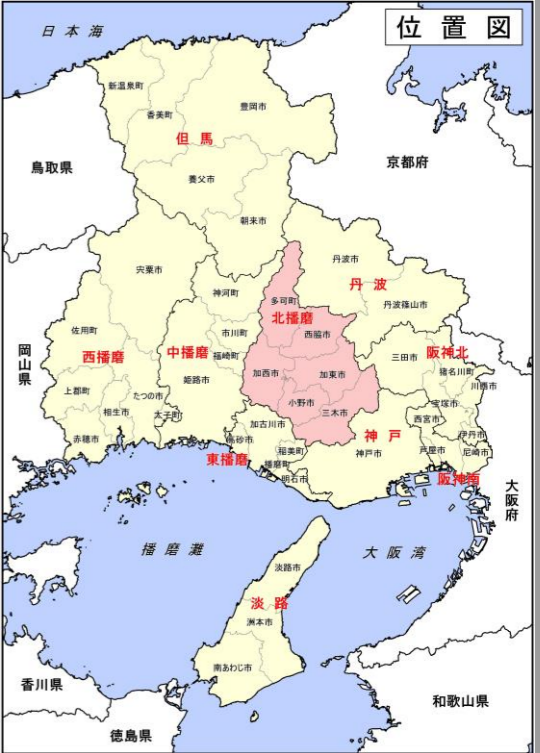 位置図
日本海
新温泉町
香美町
豊岡市
但馬
鳥取県
京都府
養父市
朝来市
宍粟市
丹波市
丹波
神河町
多可町
丹波篠山市
北播磨
佐用町
市川町
西脇市
岡山県
西播磨
中播磨
福崎町
三田市
阪神北
猪名川町
加西市
加東市
姫路市
川西市
上郡町
たつの市
相生市
太子町
小野市
三木市
宝塚市
西宮市
赤穂市
加古川市
神戸
伊丹市
高砂市
稲美町
神戸市
芦屋市
尼崎市
東播磨
播磨町
明石市
阪神南
大阪府
播磨灘
大阪湾
淡路市
淡路
洲本市
南あわじ市
香川県
和歌山県
徳島県